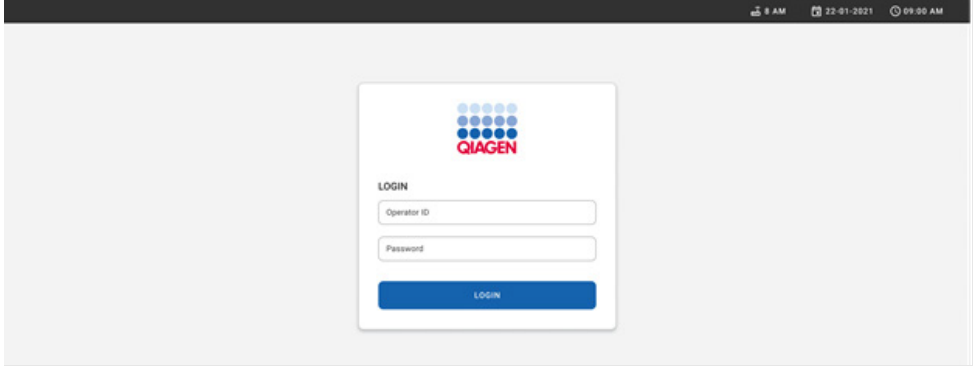 8 AM 22-01-2021 09:00 AM
QIAGEN
LOGIN
Operator ID
Password
LOGIN